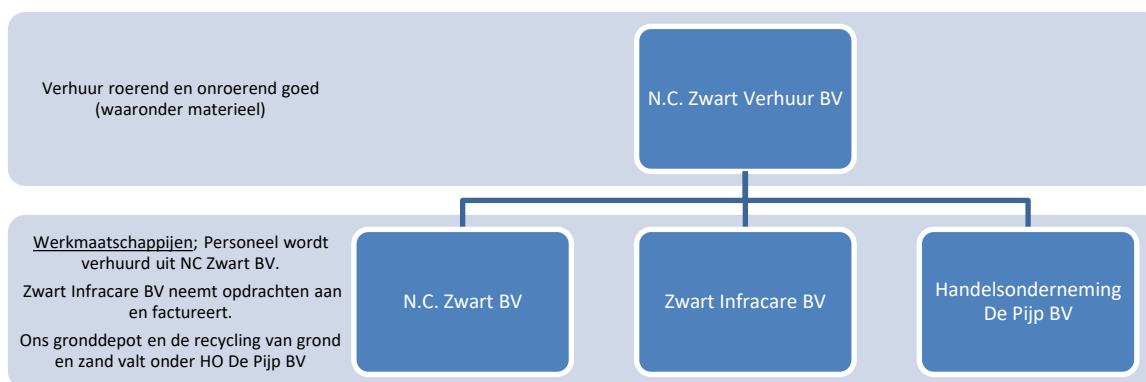 Verhuur roerend en onroerend goed
(waaronder materieel)
N.C. Zwart Verhuur BV
Werkmaatschappijen; Personeel wordt
verhuurd uit NC Zwart BV.
Zwart Infracare BV neemt opdrachten aan
en factureert.
Ons gronddepot en de recycling van grond
en zand valt onder HO De Pijp BV
N.C. Zwart BV
Zwart Infracare BV
Handelsonderneming
De Pijp BV